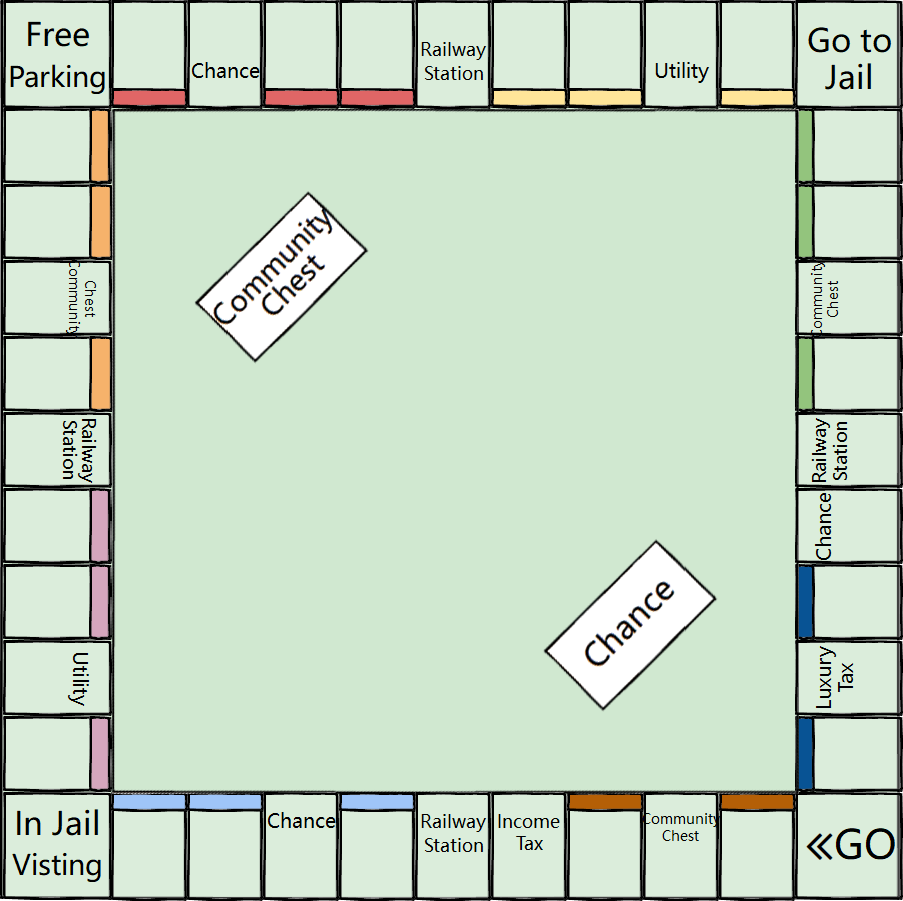 Free
Parking
Chance
Railway
Station
Utility
Go to
Jail
Community
Chest
Community
Chest
Community
Chest
Railway
Station
Railway
Station
Chance
Chance
Utility
Luxury
Tax
In Jail
Visting
Chance
Railway
Station
Income
Tax
Community
Chest
«GO